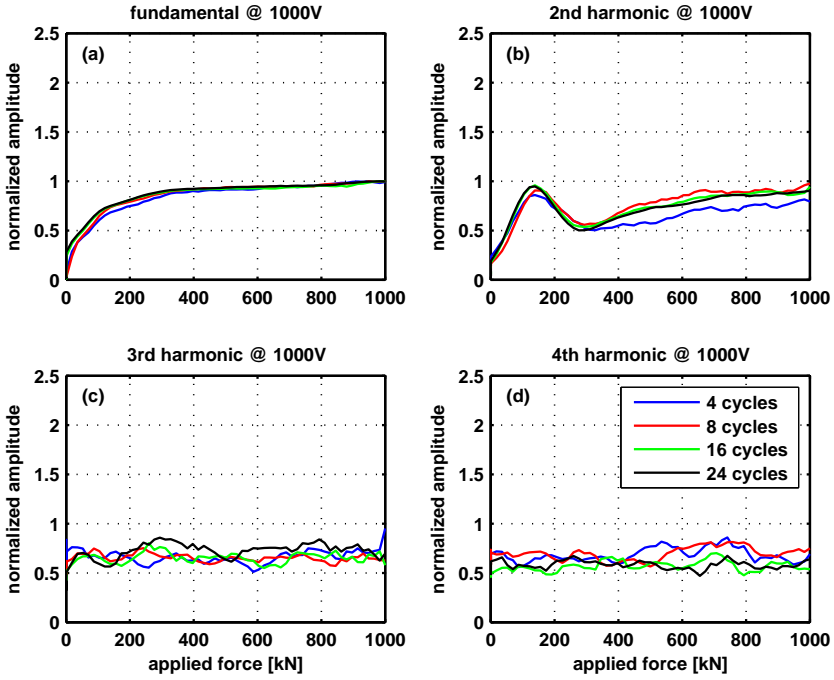 fundamental @ 1000V
2nd harmonic @ 1000V
2.5
2
1.5
1
0.5
0
(a)
normalized amplitude
0 200 400 600 800 1000
2.5
2
1.5
1
0.5
0
(b)
normalized amplitude
0 200 400 600 800 1000
3rd harmonic @ 1000V
4th harmonic @ 1000V
2.5
2
1.5
1
0.5
0
(c)
normalized amplitude
0 200 400 600 800 1000
applied force [kN]
2.5
2
1.5
1
0.5
0
(d)
normalized amplitude
4 cycles
8 cycles
16 cycles
24 cycles
0 200 400 600 800 1000
applied force [kN]